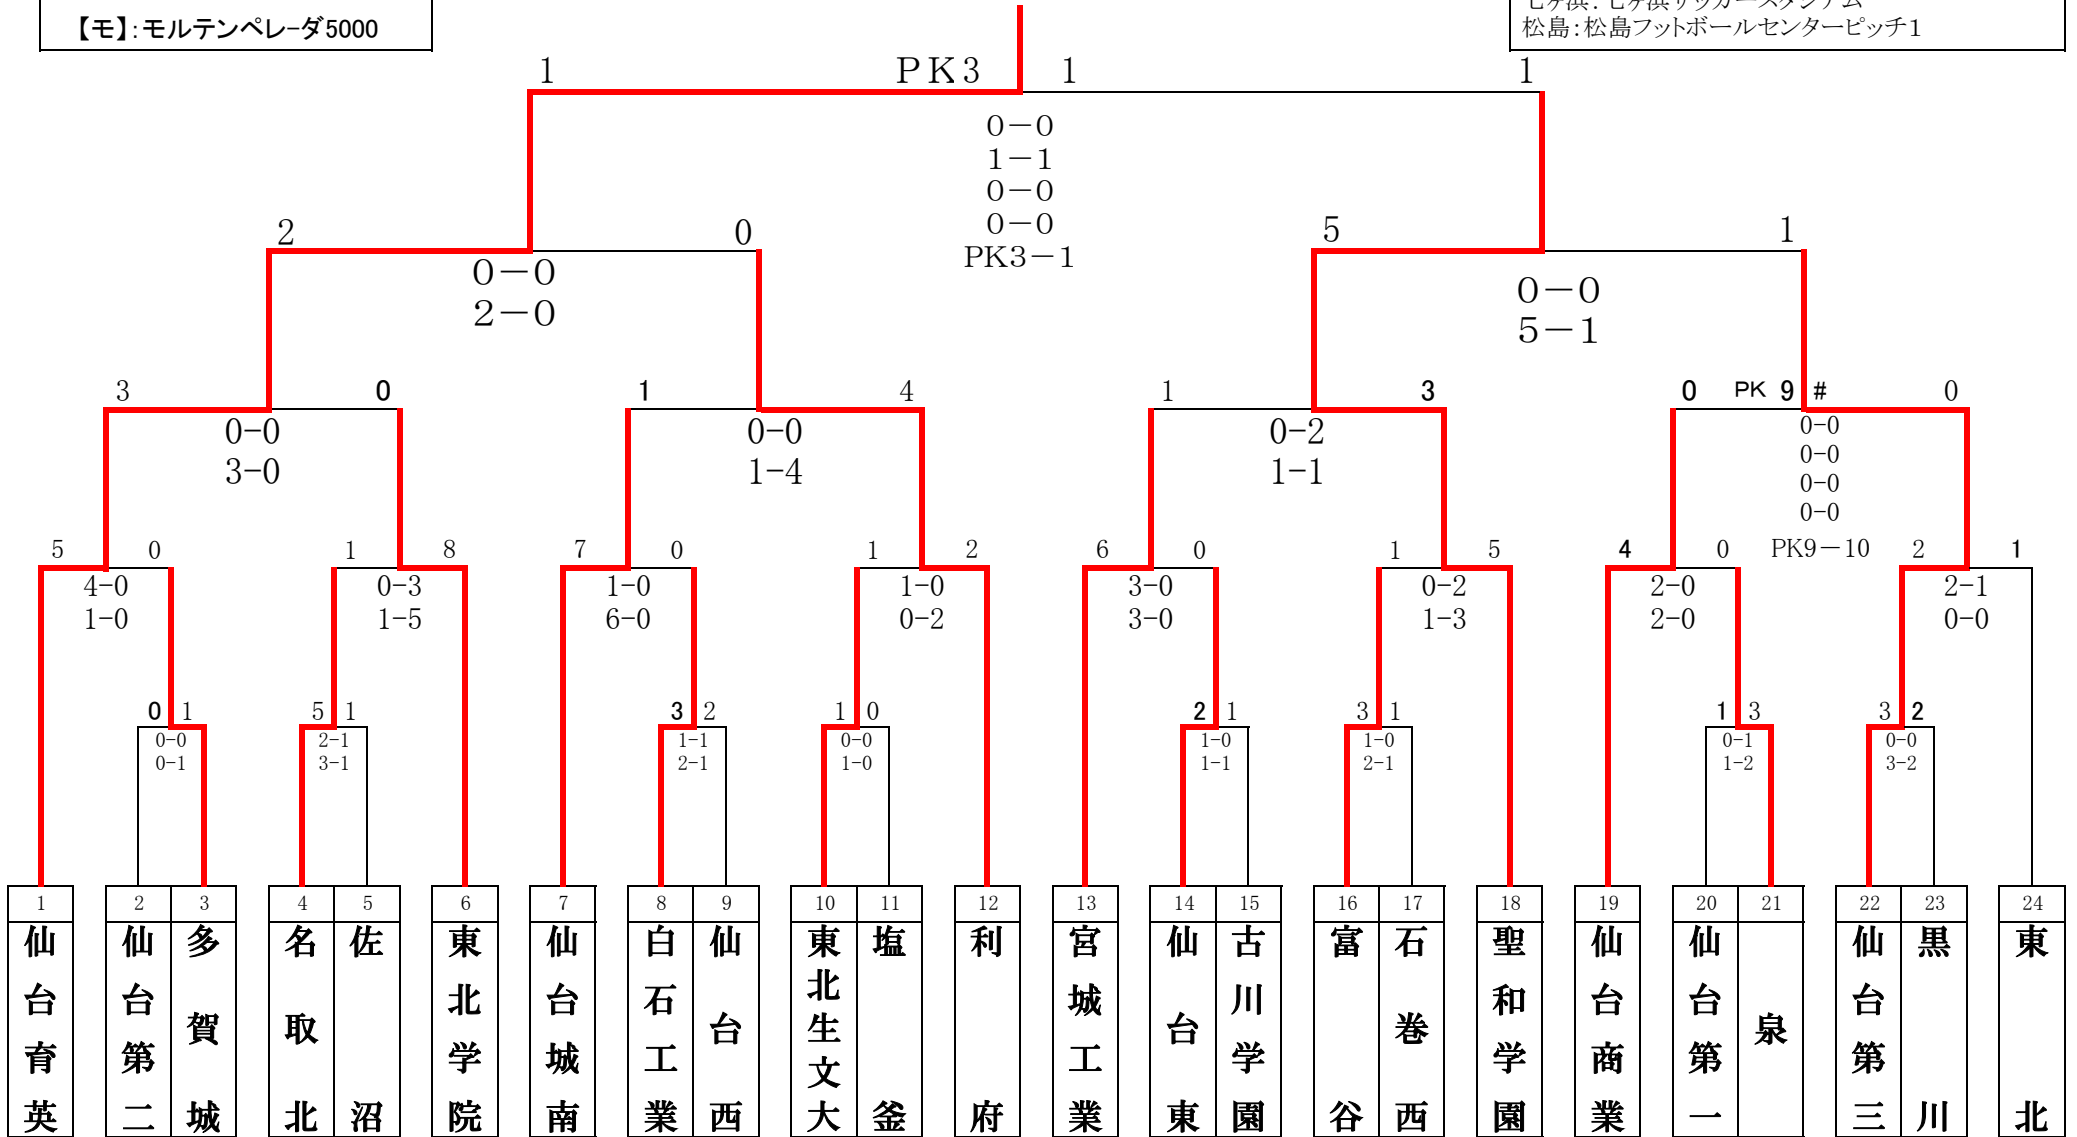 七ヶ浜：七ヶ浜サッカースタジアム
【モ】：モルテンペレーダ5000
松島：松島フットボールセンターピッチ1
1 PK3 1 1
0－0
1－1
0－0
0－0
PK3－1
2 0 5 1
0－0 0－0
2－0 5－1
3 0 1 4 1 3 0 PK 9 # 0
0-0 0-0 0-2 0-0
3-0 1-4 1-1 0-0
0-0
0-0
PK9－10
5 0 1 8 7 0 1 2 6 0 1 5 4 0 2 1
4-0 0-3 1-0 1-0 3-0 0-2 2-0 2-1
1-0 1-5 6-0 0-2 3-0 1-3 2-0 0-0
0 1 5 1 3 2 1 0 2 1 3 1 1 3 3 2
0-0 2-1 1-1 0-0 1-0 1-0 0-1 0-0
0-1 3-1 2-1 1-0 1-1 2-1 1-2 3-2
1 2 3 4 5 6 7 8 9 10 11 12 13 14 15 16 17 18 19 20 21 22 23 24
仙台育英
仙台第二
多賀城
名取北
佐沼
東北学院
仙台城南
白石工業
仙台西
東北生文大
塩釜
利府
宮城工業
仙台東
古川学園
富谷
石巻西
聖和学園
仙台商業
仙台第一
泉
仙台第三
黒川
東北